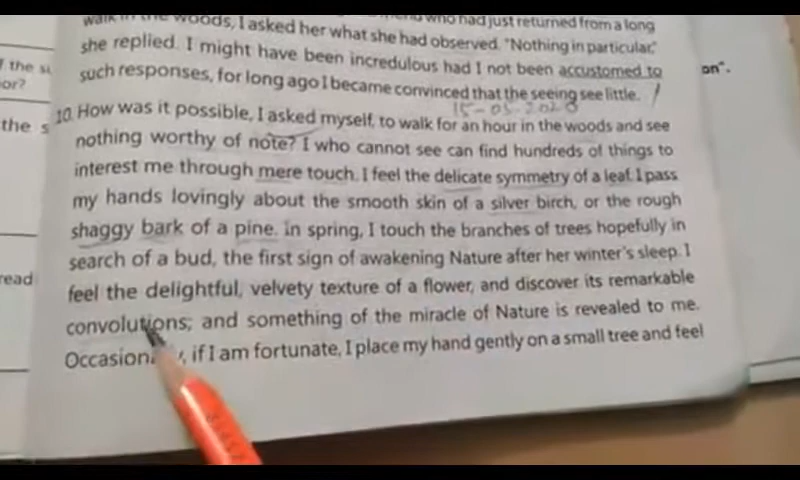 walk in the woods, I asked her what she had observed. "Nothing in particular,"
she replied. I might have been incredulous had I not been accustomed to
such responses, for long ago I became convinced that the seeing see little.
15-05-2020
10. How was it possible, I asked myself, to walk for an hour in the woods and see
nothing worthy of note? I who cannot see can find hundreds of things to
interest me through mere touch. I feel the delicate symmetry of a leaf. I pass
my hands lovingly about the smooth skin of a silver birch, or the rough
shaggy bark of a pine. in spring, I touch the branches of trees hopefully in
search of a bud, the first sign of awakening Nature after her winter's sleep. I
feel the delightful, velvety texture of a flower, and discover its remarkable
convolutions; and something of the miracle of Nature is revealed to me.
if I am fortunate, I place my hand gently on a small tree and feel
who had just returned from a long
on".
the s
read